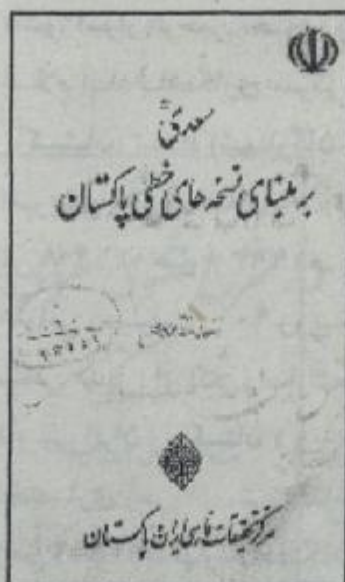 سعدی
بر مبنای نسخه های خطی پاکستان
مرکز تحقیقات فارسی ایران و پاکستان